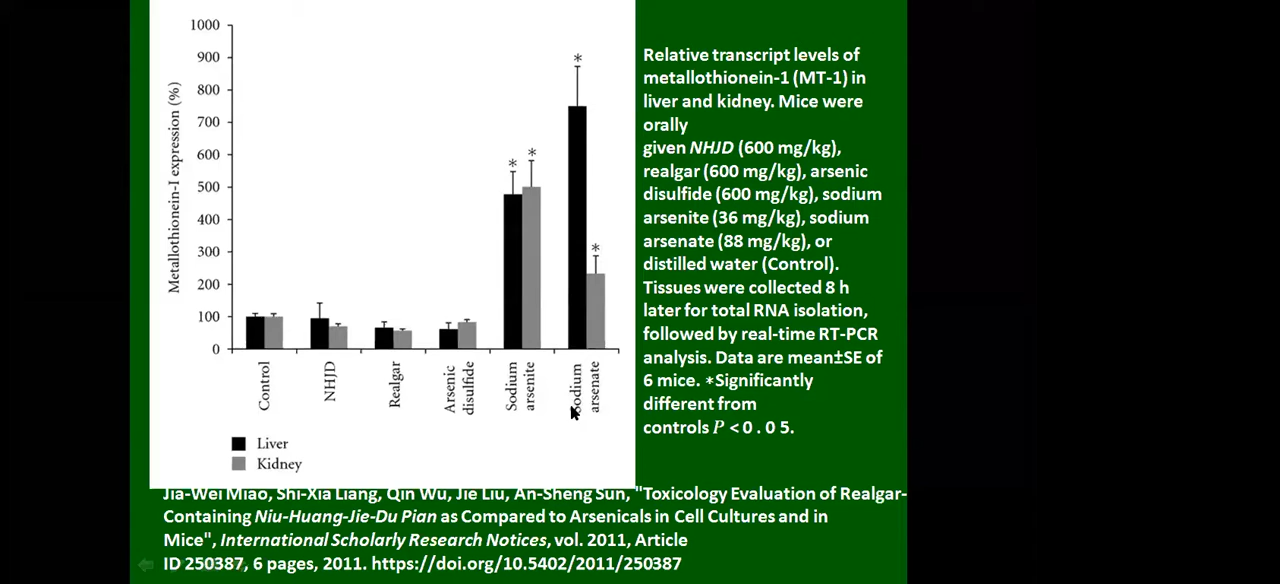 1000
900
800
700
600
500
400
300
200
100
0
Metallothionein-I expression (%)
*
*
*
*
Control
NHJD
Realgar
Arsenic
disulfide
Sodium
arsenite
Sodium
arsenate
Liver
Kidney
Relative transcript levels of
metallothionein-1 (MT-1) in
liver and kidney. Mice were
orally
given NHJD (600 mg/kg),
realgar (600 mg/kg), arsenic
disulfide (600 mg/kg), sodium
arsenite (36 mg/kg), sodium
arsenate (88 mg/kg), or
distilled water (Control).
Tissues were collected 8 h
later for total RNA isolation,
followed by real-time RT-PCR
analysis. Data are mean±SE of
6 mice. ∗Significantly
different from
controls P < 0 . 0 5.
Jia-Wei Miao, Shi-Xia Liang, Qin Wu, Jie Liu, An-Sheng Sun, "Toxicology Evaluation of Realgar-
Containing Niu-Huang-Jie-Du Pian as Compared to Arsenicals in Cell Cultures and in
Mice", International Scholarly Research Notices, vol. 2011, Article
ID 250387, 6 pages, 2011. https://doi.org/10.5402/2011/250387